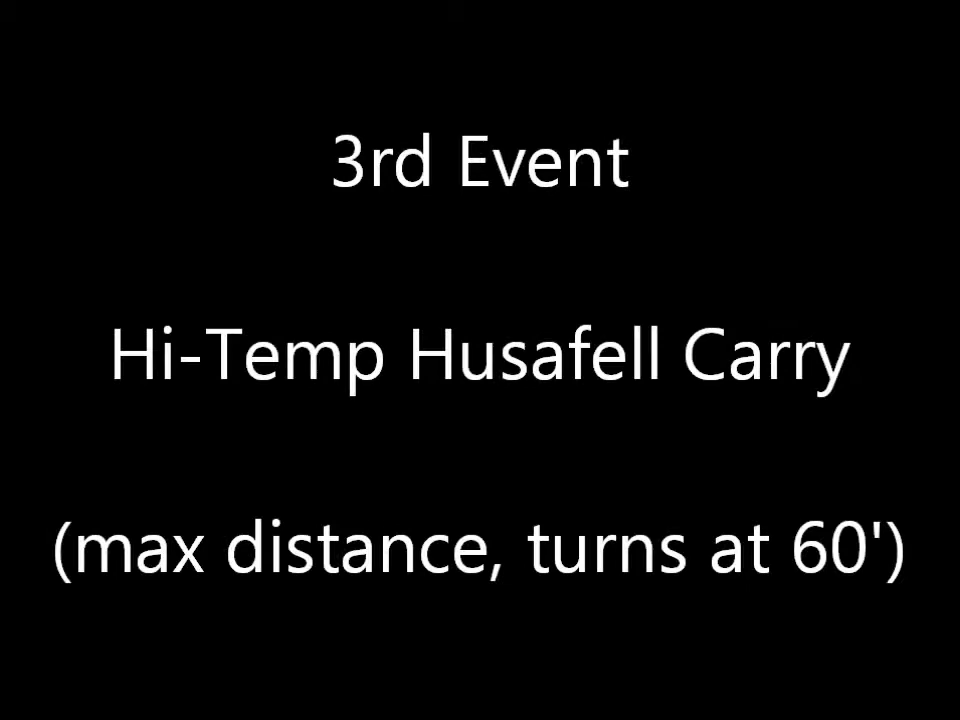 3rd Event
Hi-Temp Husafell Carry
(max distance, turns at 60')